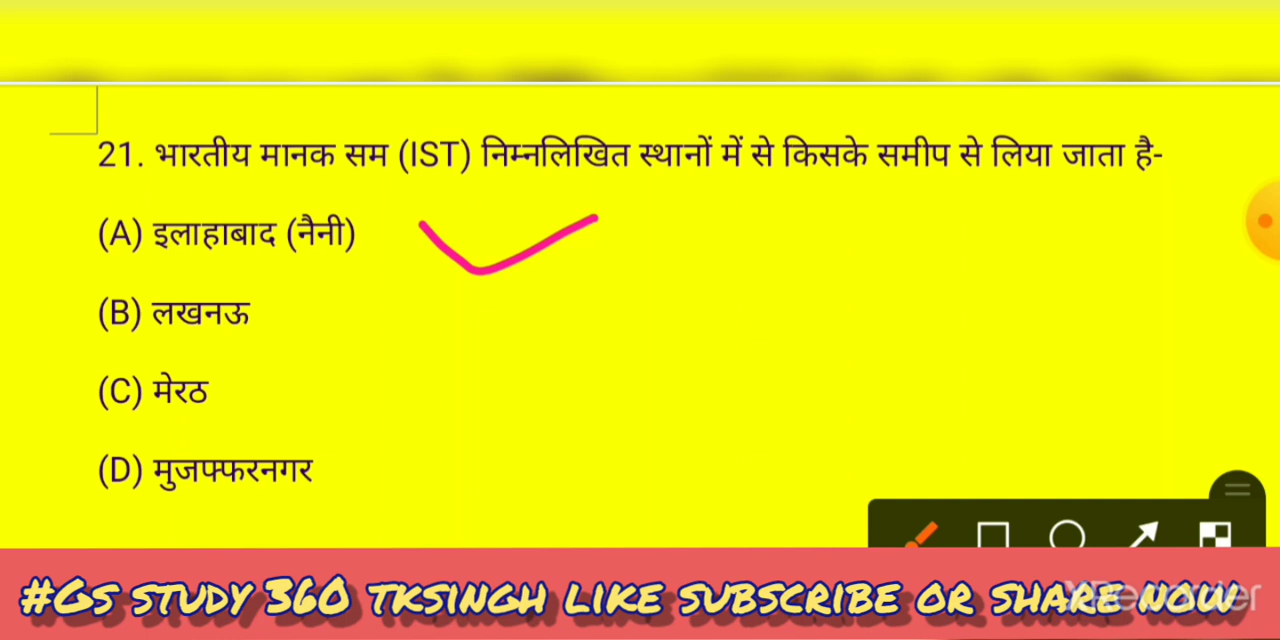 21. भारतीय मानक सम (IST) निम्नलिखित स्थानों में से किसके समीप से लिया जाता है-
(A) इलाहाबाद (नैनी)
(B) लखनऊ
(C) मेरठ
(D) मुजफ्फरनगर
#Gs STUDY 360 TKSINGH LIKE SUBSCRIBE OR SHARE NOW
XRecorder